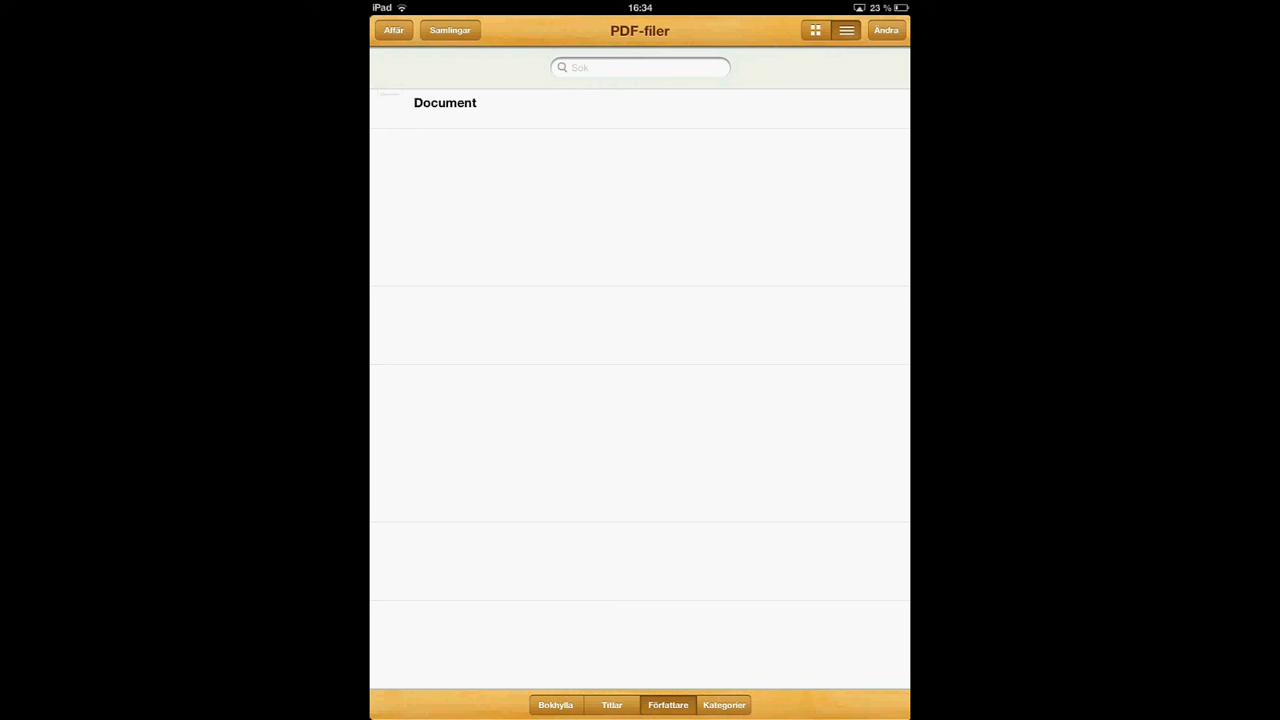 iPad 16:34 23 %
Affär Samlingar PDF-filer Ändra
Sök
Document
Bokhylla Titlar Författare Kategorier